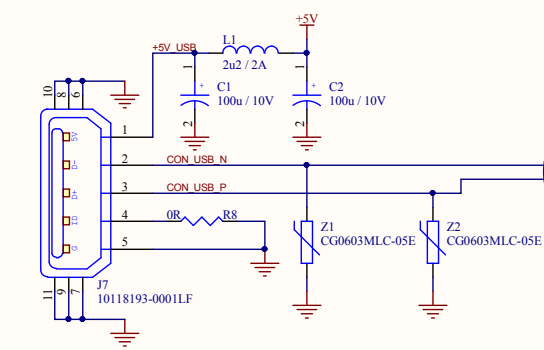 +5V
+5V_USB
L1
2u2 / 2A
1
+
C1
100u / 10V
2
1
+
C2
100u / 10V
2
10
8
6
1
5V
2
CON_USB_N
D-
3
CON_USB_P
D+
4
0R
R8
ID
5
G
Z1
CG0603MLC-05E
Z2
CG0603MLC-05E
11
9
7
J7
10118193-0001LF